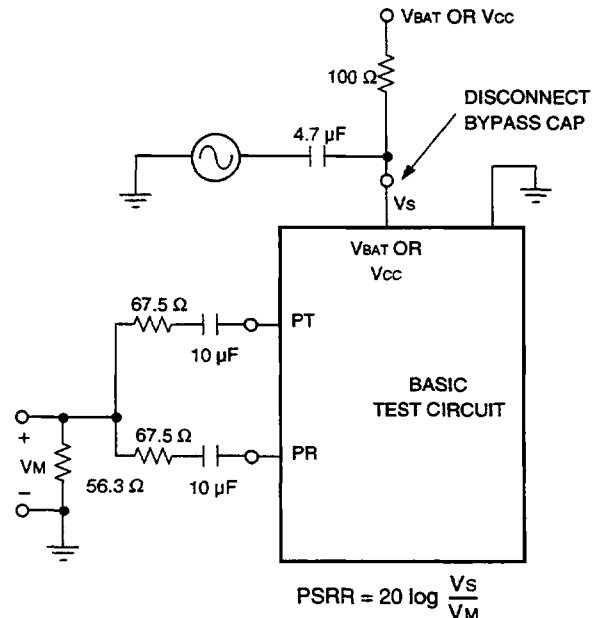 VBAT OR VCC
100 Ω
DISCONNECT
BYPASS CAP
4.7 µF
VS
VBAT OR
VCC
67.5 Ω
PT
10 µF
BASIC
TEST CIRCUIT
67.5 Ω
PR
+
VM
56.3 Ω
10 µF
–
PSRR = 20 log VS
VM